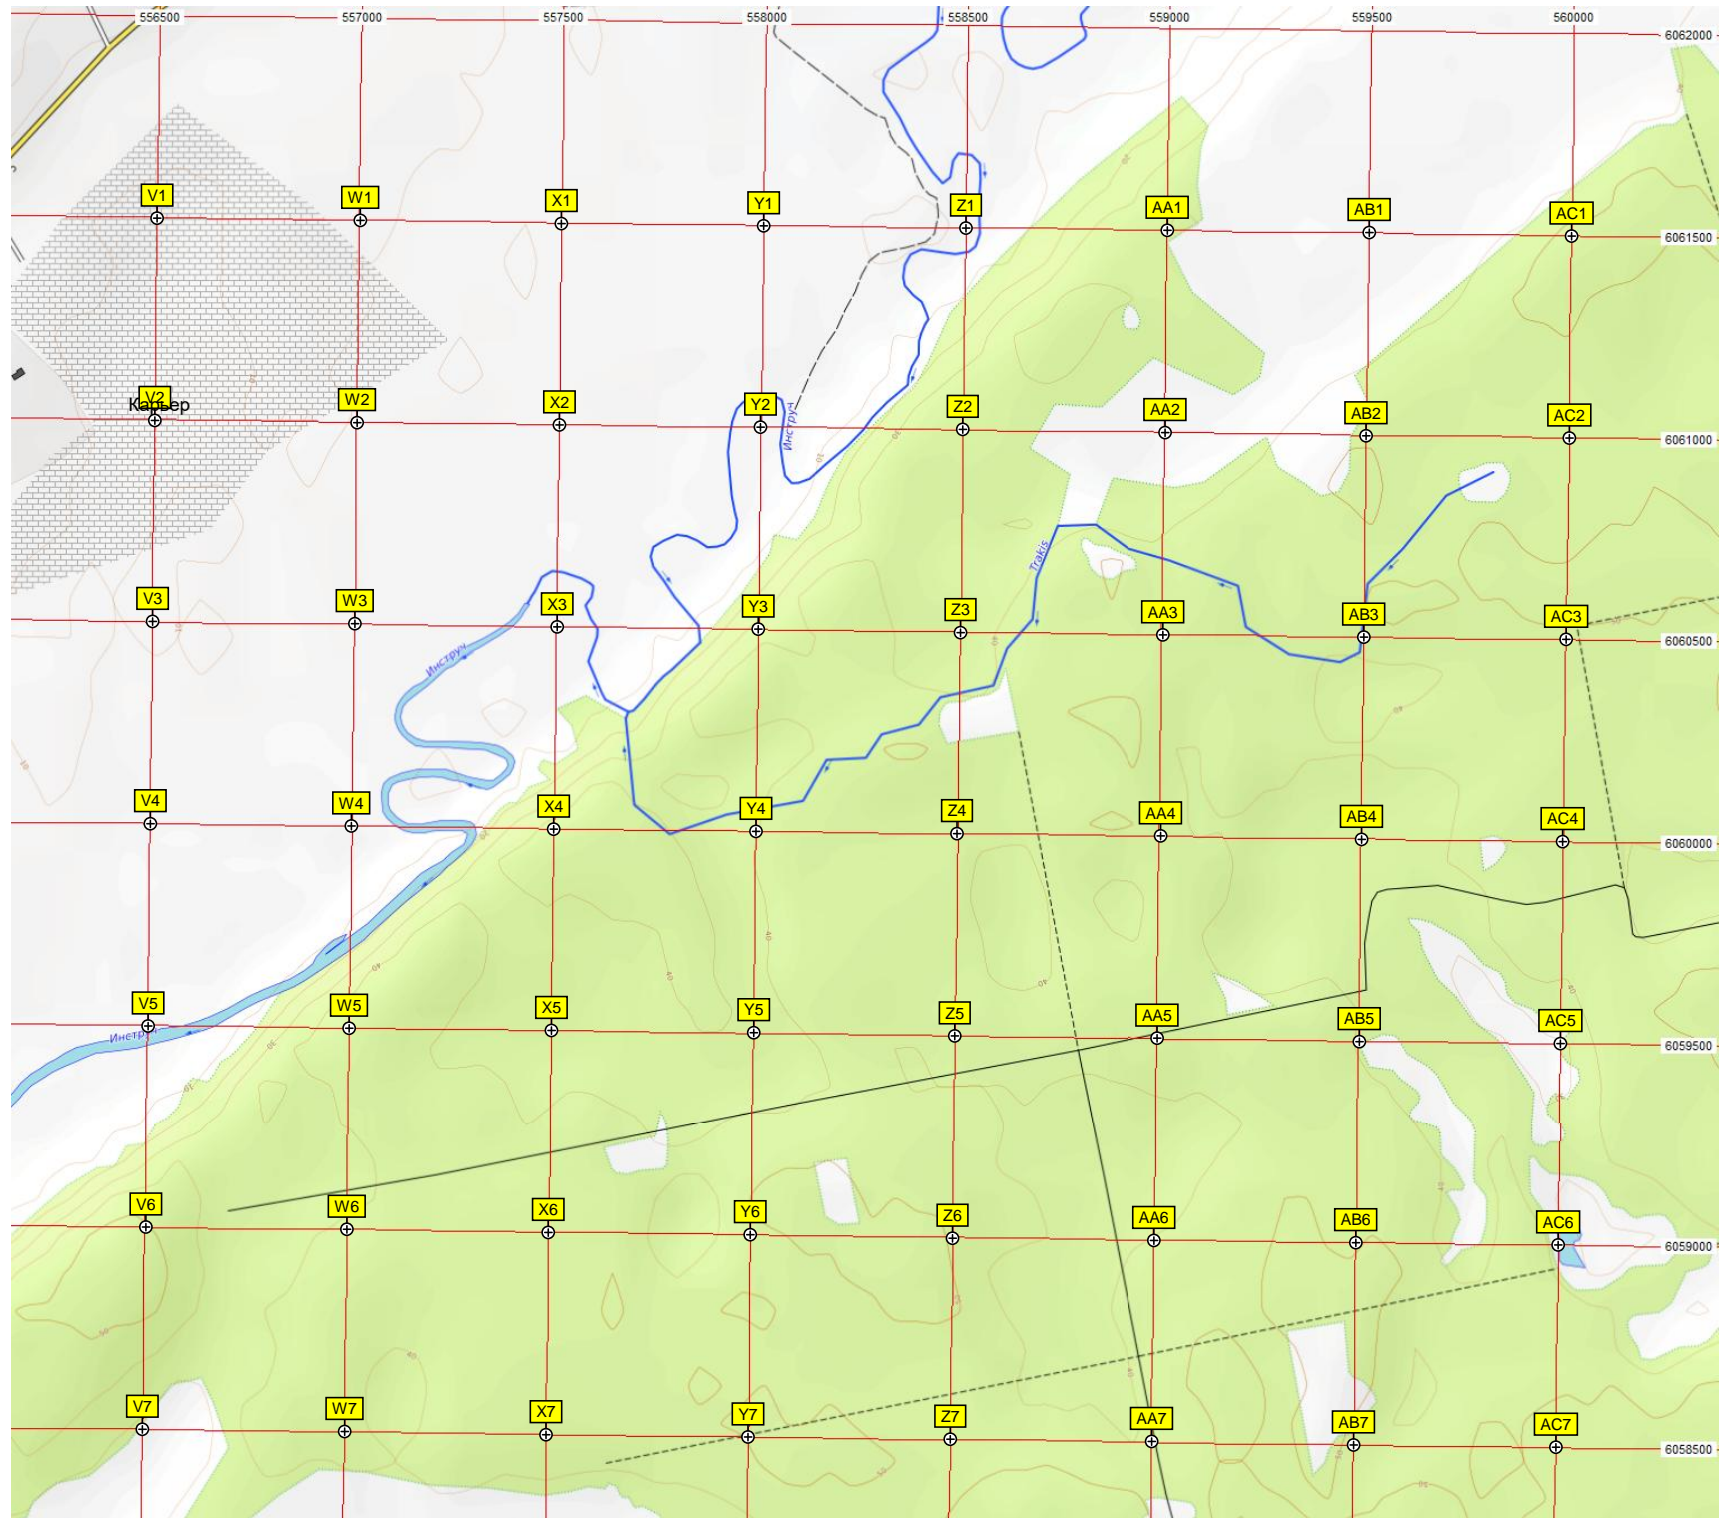 556500 557000 557500 558000 558500 559000 559500 560000
6062000
V1 W1 X1 Y1 Z1 AA1 AB1 AC1
6061500
V2 W2 X2 Y2 Z2 AA2 AB2 AC2
Карьер
Инструч
6061000
Trakis
V3 W3 X3 Y3 Z3 AA3 AB3 AC3
6060500
Инструч
V4 W4 X4 Y4 Z4 AA4 AB4 AC4
6060000
V5 W5 X5 Y5 Z5 AA5 AB5 AC5
Инструч
6059500
V6 W6 X6 Y6 Z6 AA6 AB6 AC6
6059000
V7 W7 X7 Y7 Z7 AA7 AB7 AC7
6058500